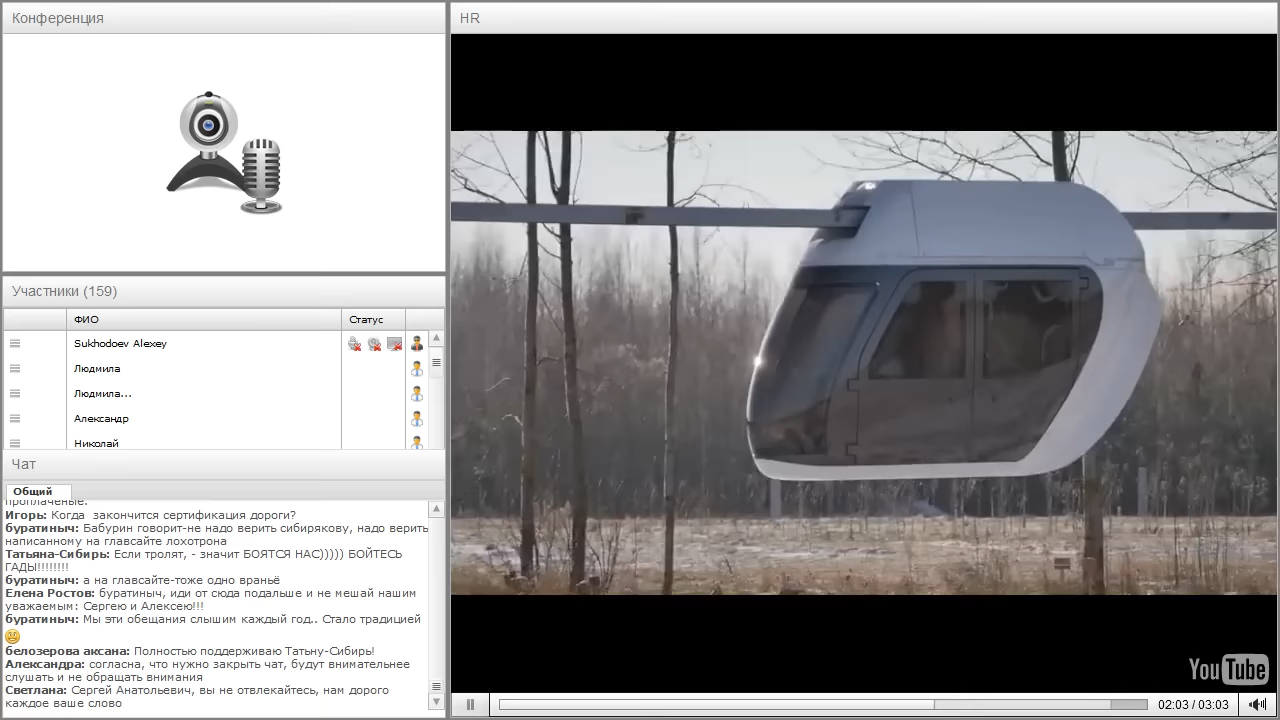 Конференция
HR
Участники (159)
ФИО
Статус
Sukhodoev Alexey
Людмила
Людмила...
Александр
Николай
Чат
Общий
проплаченые.
Игорь: Когда закончится сертификация дороги?
буратиныч: Бабурин говорит-не надо верить сибирякову, надо верить
написанному на главсайте лохотрона
Татьяна-Сибирь: Если тролят, - значит БОЯТСЯ НАС))))) БОЙТЕСЬ
ГАДЫ!!!!!!!!
буратиныч: а на главсайте-тоже одно враньё
Елена Ростов: буратиныч, иди от сюда подальше и не мешай нашим
уважаемым: Сергею и Алексею!!!
буратиныч: Мы эти обещания слышим каждый год.. Стало традицией
белозерова аксана: Полностью поддерживаю Татьну-Сибирь!
Александра: согласна, что нужно закрыть чат, будут внимательнее
слушать и не обращать внимания
Светлана: Сергей Анатольевич, вы не отвлекайтесь, нам дорого
каждое ваше слово
YouTube
02:03 / 03:03